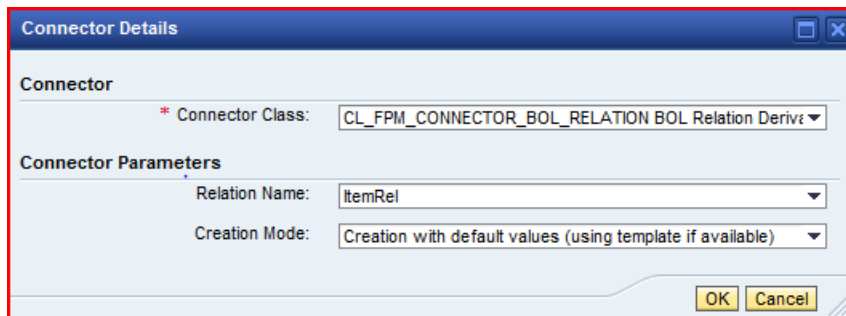 Connector Details
Connector
* Connector Class: CL_FPM_CONNECTOR_BOL_RELATION BOL Relation
Connector Parameters
Relation Name: ItemRel
Creation Mode: Creation with default values (using template if available)
OK Cancel